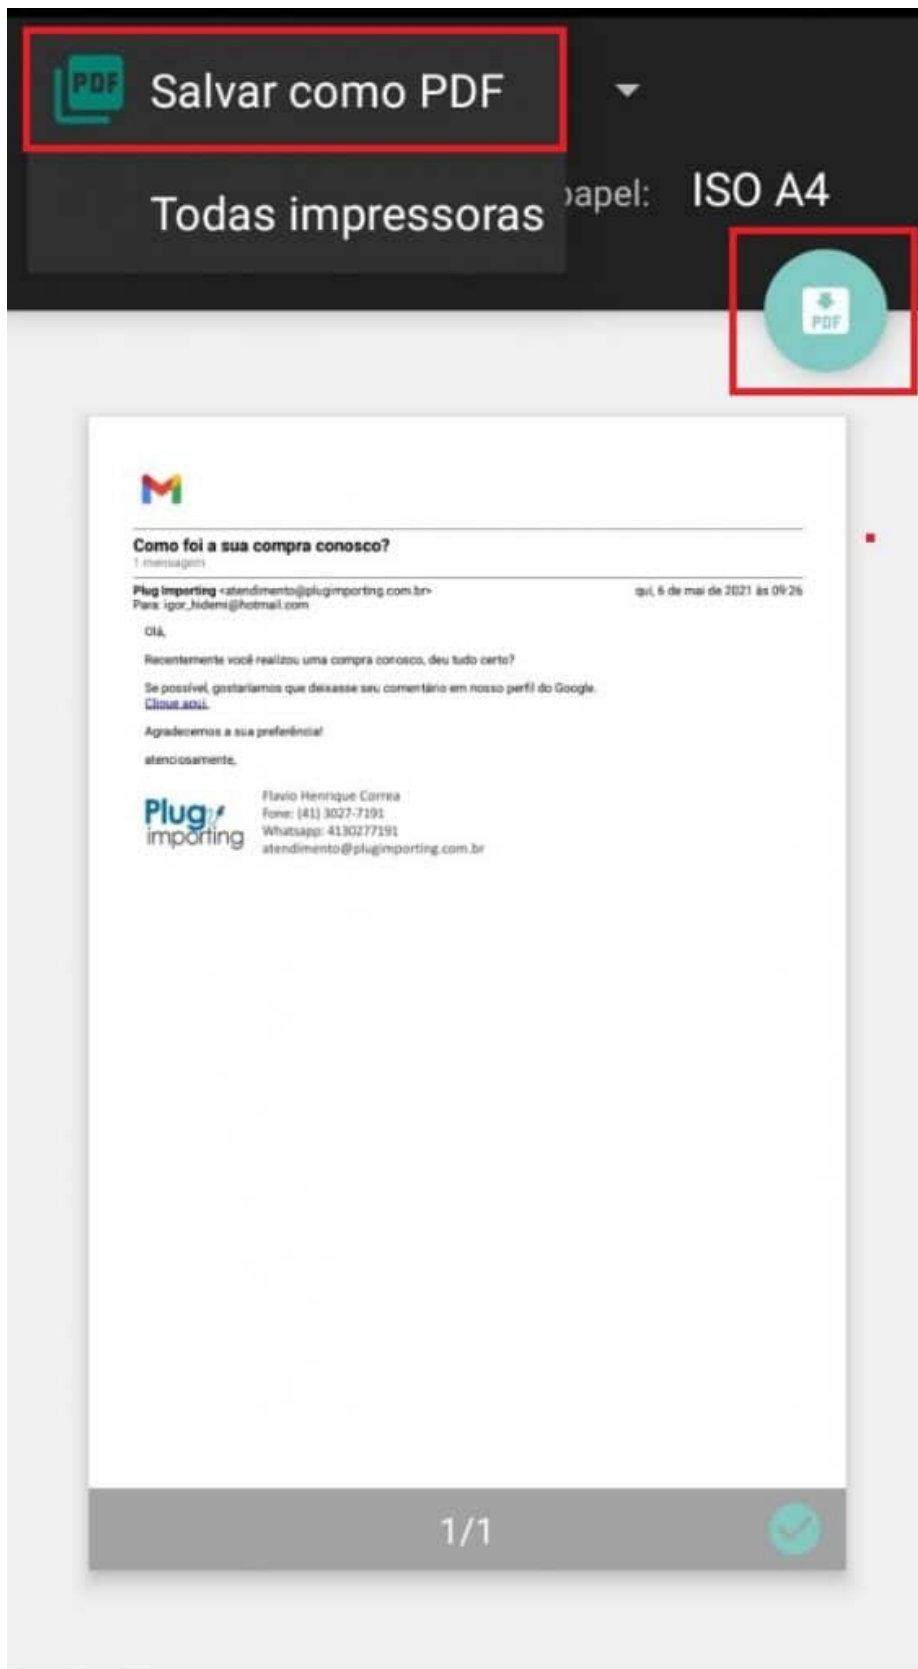 PDF
Salvar como PDF
Todas impressoras
papel: ISO A4
PDF
Como foi a sua compra conosco?
1 mensagem
Plug Importing <atendimento@plugimporting.com.br> qui, 6 de mai de 2021 às 09:26
Para: igor_hidemi@hotmail.com
Olá,
Recentemente você realizou uma compra conosco, deu tudo certo?
Se possível, gostaríamos que deixasse seu comentário em nosso perfil do Google.
Clique aqui.
Agradecemos a sua preferência!
atenciosamente,
Plug
importing
Flavio Henrique Correa
Fone: (41) 3027-7191
Whatsapp: 4130277191
atendimento@plugimporting.com.br
1/1